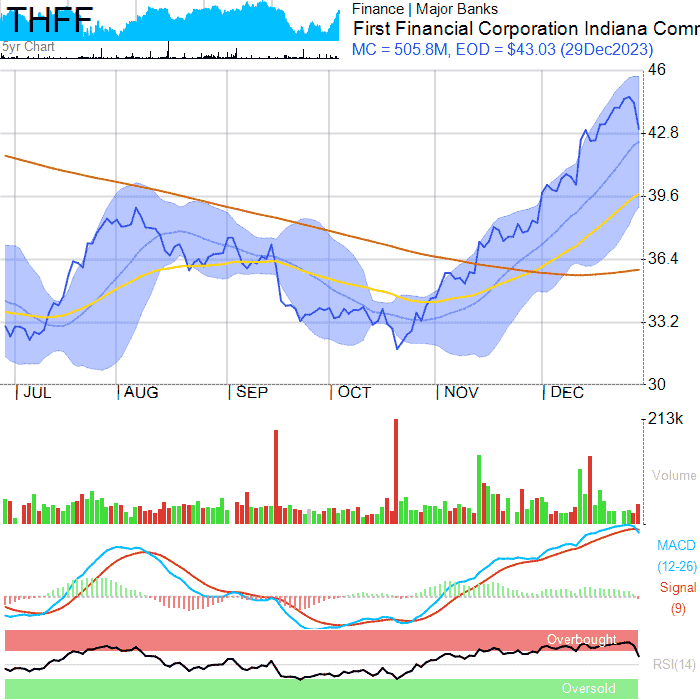 THFF
5yr Chart
Finance | Major Banks
First Financial Corporation Indiana Comm
MC = 505.8M, EOD = $43.03 (29Dec2023)
46
42.8
39.6
36.4
33.2
30
JUL AUG SEP OCT NOV DEC
213k
Volume
MACD
(12-26)
Signal
(9)
Overbought
RSI(14)
Oversold